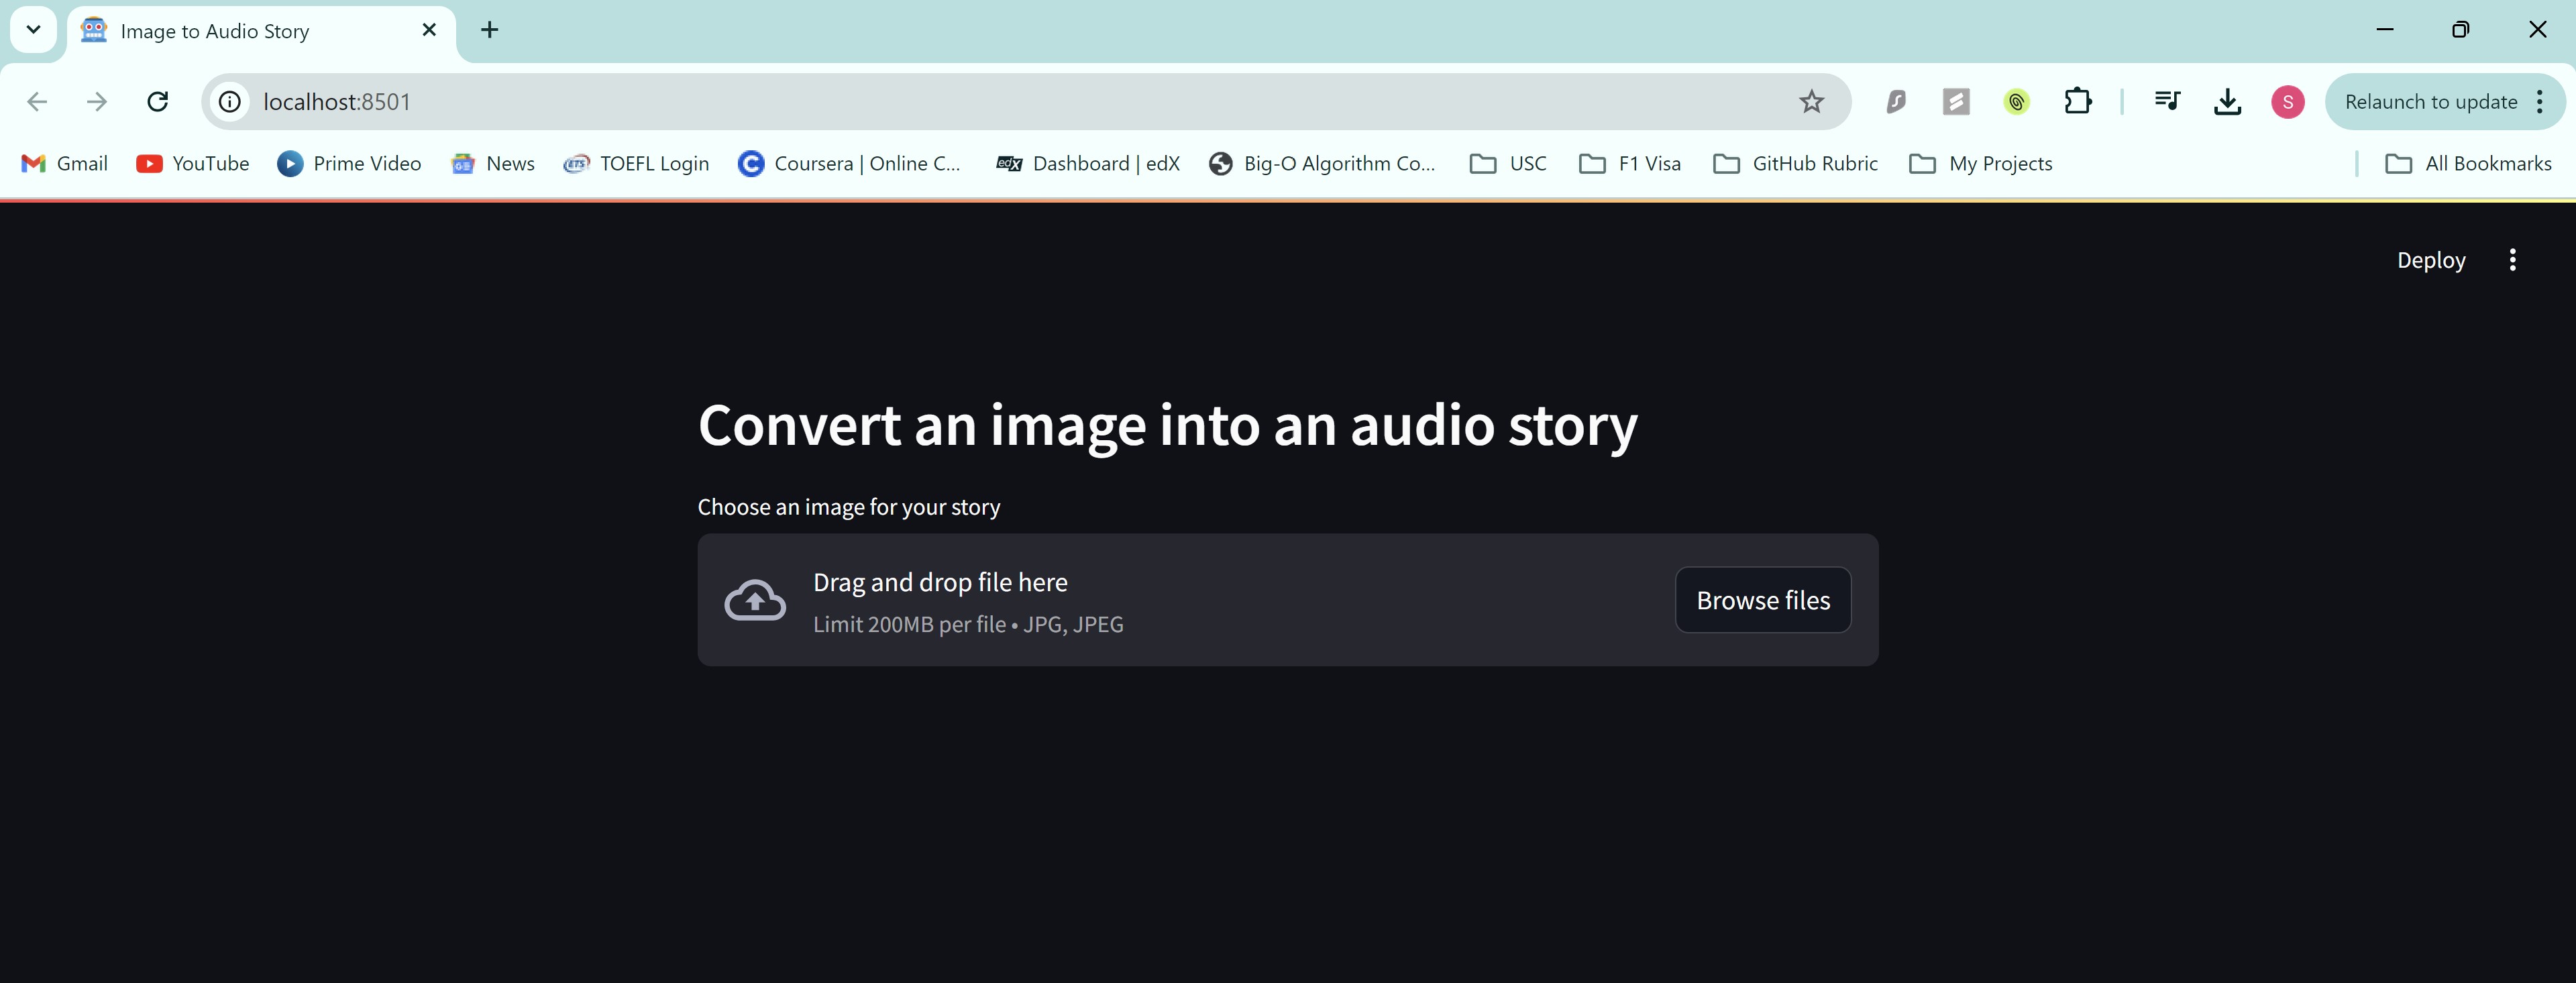 Image to Audio Story
localhost:8501
S
Relaunch to update
Gmail YouTube Prime Video News TOEFL Login Coursera | Online C... edX Dashboard | edX Big-O Algorithm Co... USC F1 Visa GitHub Rubric My Projects All Bookmarks
Deploy
Convert an image into an audio story
Choose an image for your story
Drag and drop file here
Limit 200MB per file • JPG, JPEG
Browse files